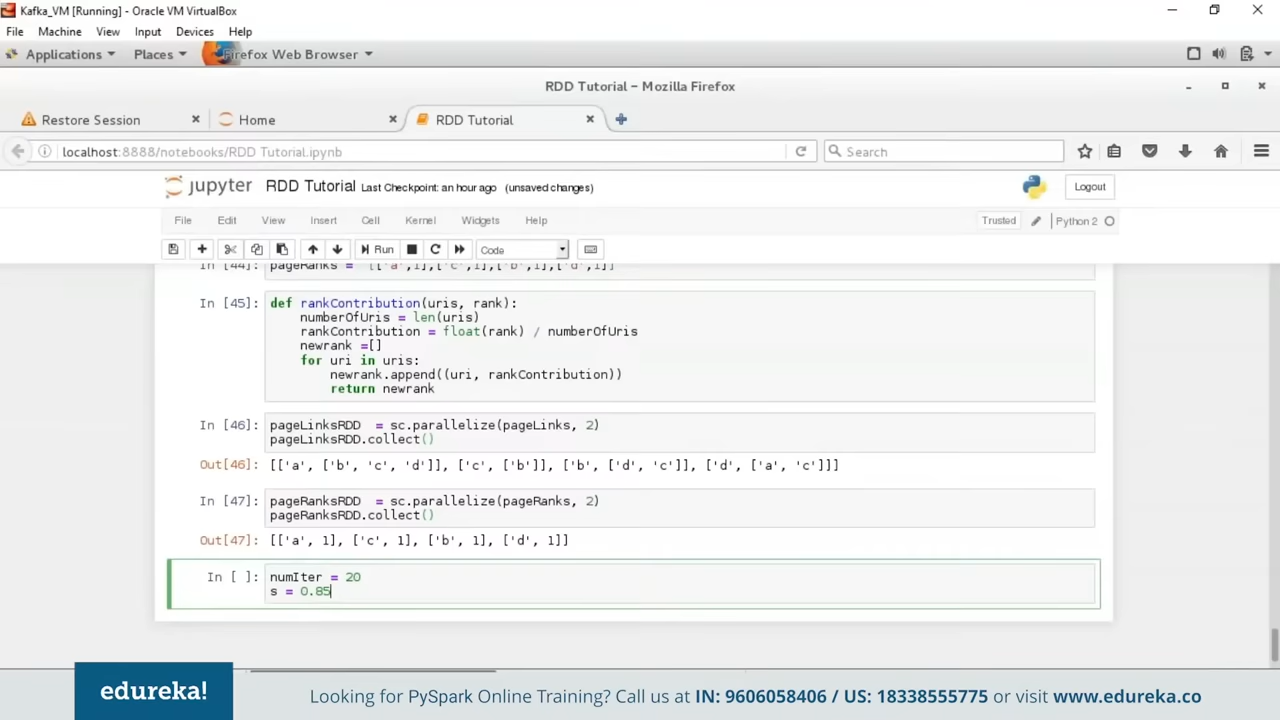 Kafka_VM [Running] - Oracle VM VirtualBox
File Machine View Input Devices Help
Applications Places Firefox Web Browser
RDD Tutorial – Mozilla Firefox
Restore Session Home RDD Tutorial
localhost:8888/notebooks/RDD Tutorial.ipynb Search
jupyter RDD Tutorial Last Checkpoint: an hour ago (unsaved changes) Logout
File Edit View Insert Cell Kernel Widgets Help Trusted Python 2
Run Code
In [44]: pageRanks = [['a',1],['c',1],['b',1],['d',1]]
In [45]: def rankContribution(uris, rank):
numberOfUris = len(uris)
rankContribution = float(rank) / numberOfUris
newrank =[]
for uri in uris:
newrank.append((uri, rankContribution))
return newrank
In [46]: pageLinksRDD = sc.parallelize(pageLinks, 2)
pageLinksRDD.collect()
Out[46]: [['a', ['b', 'c', 'd']], ['c', ['b']], ['b', ['d', 'c']], ['d', ['a', 'c']]]
In [47]: pageRanksRDD = sc.parallelize(pageRanks, 2)
pageRanksRDD.collect()
Out[47]: [['a', 1], ['c', 1], ['b', 1], ['d', 1]]
In [ ]: numIter = 20
s = 0.85
edureka! Looking for PySpark Online Training? Call us at IN: 9606058406 / US: 18338555775 or visit www.edureka.co